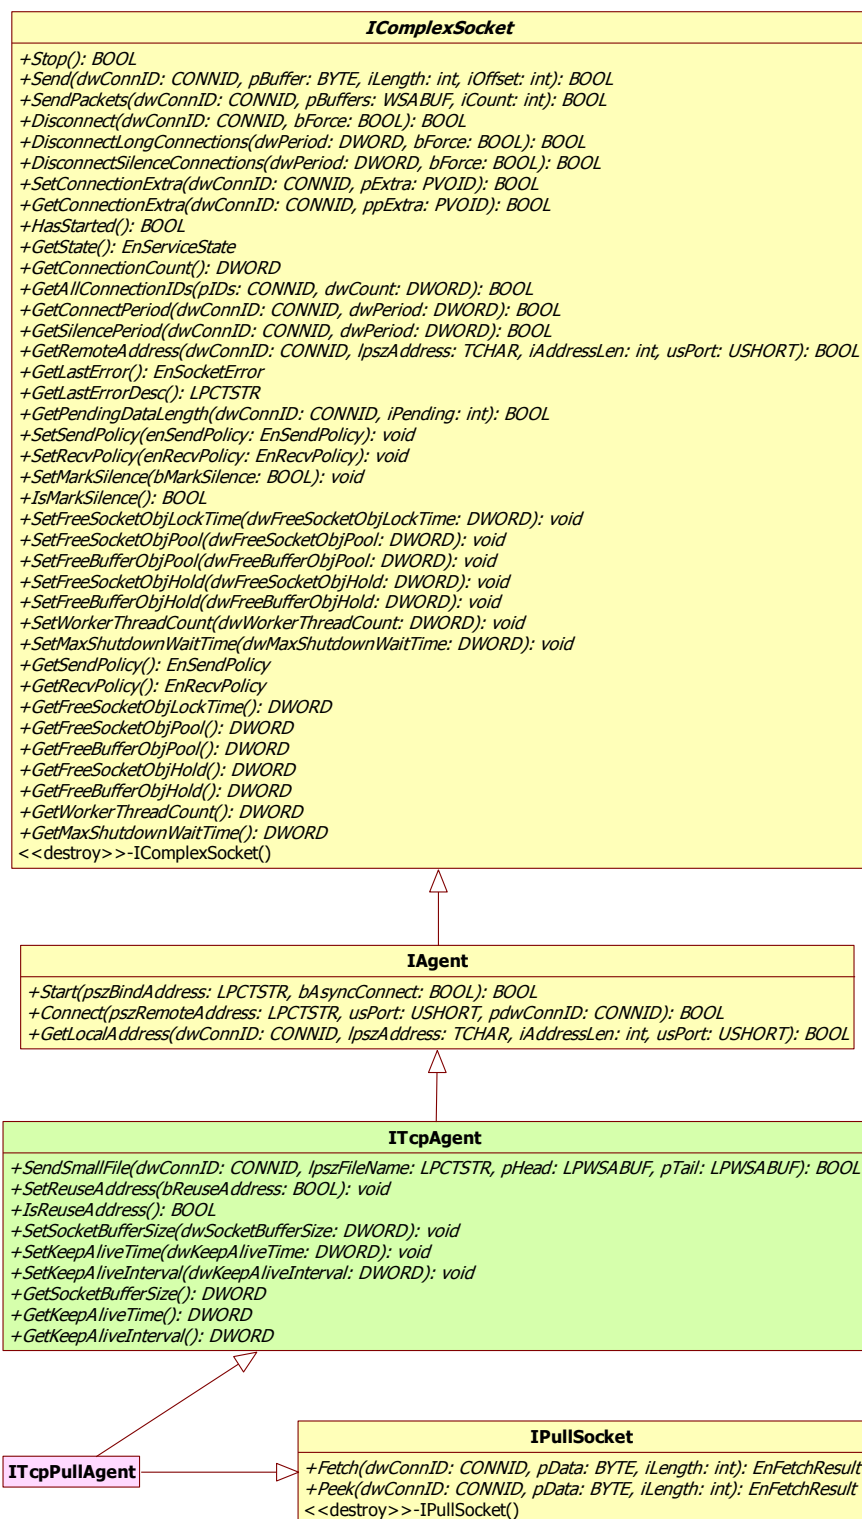 IComplexSocket
+Stop(): BOOL
+Send(dwConnID: CONNID, pBuffer: BYTE, iLength: int, iOffset: int): BOOL
+SendPackets(dwConnID: CONNID, pBuffers: WSABUF, iCount: int): BOOL
+Disconnect(dwConnID: CONNID, bForce: BOOL): BOOL
+DisconnectLongConnections(dwPeriod: DWORD, bForce: BOOL): BOOL
+DisconnectSilenceConnections(dwPeriod: DWORD, bForce: BOOL): BOOL
+SetConnectionExtra(dwConnID: CONNID, pExtra: PVOID): BOOL
+GetConnectionExtra(dwConnID: CONNID, ppExtra: PVOID): BOOL
+HasStarted(): BOOL
+GetState(): EnServiceState
+GetConnectionCount(): DWORD
+GetAllConnectionIDs(pIDs: CONNID, dwCount: DWORD): BOOL
+GetConnectPeriod(dwConnID: CONNID, dwPeriod: DWORD): BOOL
+GetSilencePeriod(dwConnID: CONNID, dwPeriod: DWORD): BOOL
+GetRemoteAddress(dwConnID: CONNID, lpszAddress: TCHAR, iAddressLen: int, usPort: USHORT): BOOL
+GetLastError(): EnSocketError
+GetLastErrorDesc(): LPCTSTR
+GetPendingDataLength(dwConnID: CONNID, iPending: int): BOOL
+SetSendPolicy(enSendPolicy: EnSendPolicy): void
+SetRecvPolicy(enRecvPolicy: EnRecvPolicy): void
+SetMarkSilence(bMarkSilence: BOOL): void
+IsMarkSilence(): BOOL
+SetFreeSocketObjLockTime(dwFreeSocketObjLockTime: DWORD): void
+SetFreeSocketObjPool(dwFreeSocketObjPool: DWORD): void
+SetFreeBufferObjPool(dwFreeBufferObjPool: DWORD): void
+SetFreeSocketObjHold(dwFreeSocketObjHold: DWORD): void
+SetFreeBufferObjHold(dwFreeBufferObjHold: DWORD): void
+SetWorkerThreadCount(dwWorkerThreadCount: DWORD): void
+SetMaxShutdownWaitTime(dwMaxShutdownWaitTime: DWORD): void
+GetSendPolicy(): EnSendPolicy
+GetRecvPolicy(): EnRecvPolicy
+GetFreeSocketObjLockTime(): DWORD
+GetFreeSocketObjPool(): DWORD
+GetFreeBufferObjPool(): DWORD
+GetFreeSocketObjHold(): DWORD
+GetFreeBufferObjHold(): DWORD
+GetWorkerThreadCount(): DWORD
+GetMaxShutdownWaitTime(): DWORD
<<destroy>>-IComplexSocket()
IAgent
+Start(pszBindAddress: LPCTSTR, bAsyncConnect: BOOL): BOOL
+Connect(pszRemoteAddress: LPCTSTR, usPort: USHORT, pdwConnID: CONNID): BOOL
+GetLocalAddress(dwConnID: CONNID, lpszAddress: TCHAR, iAddressLen: int, usPort: USHORT): BOOL
ITcpAgent
+SendSmallFile(dwConnID: CONNID, lpszFileName: LPCTSTR, pHead: LPWSABUF, pTail: LPWSABUF): BOOL
+SetReuseAddress(bReuseAddress: BOOL): void
+IsReuseAddress(): BOOL
+SetSocketBufferSize(dwSocketBufferSize: DWORD): void
+SetKeepAliveTime(dwKeepAliveTime: DWORD): void
+SetKeepAliveInterval(dwKeepAliveInterval: DWORD): void
+GetSocketBufferSize(): DWORD
+GetKeepAliveTime(): DWORD
+GetKeepAliveInterval(): DWORD
ITcpPullAgent
IPullSocket
+Fetch(dwConnID: CONNID, pData: BYTE, iLength: int): EnFetchResult
+Peek(dwConnID: CONNID, pData: BYTE, iLength: int): EnFetchResult
<<destroy>>-IPullSocket()